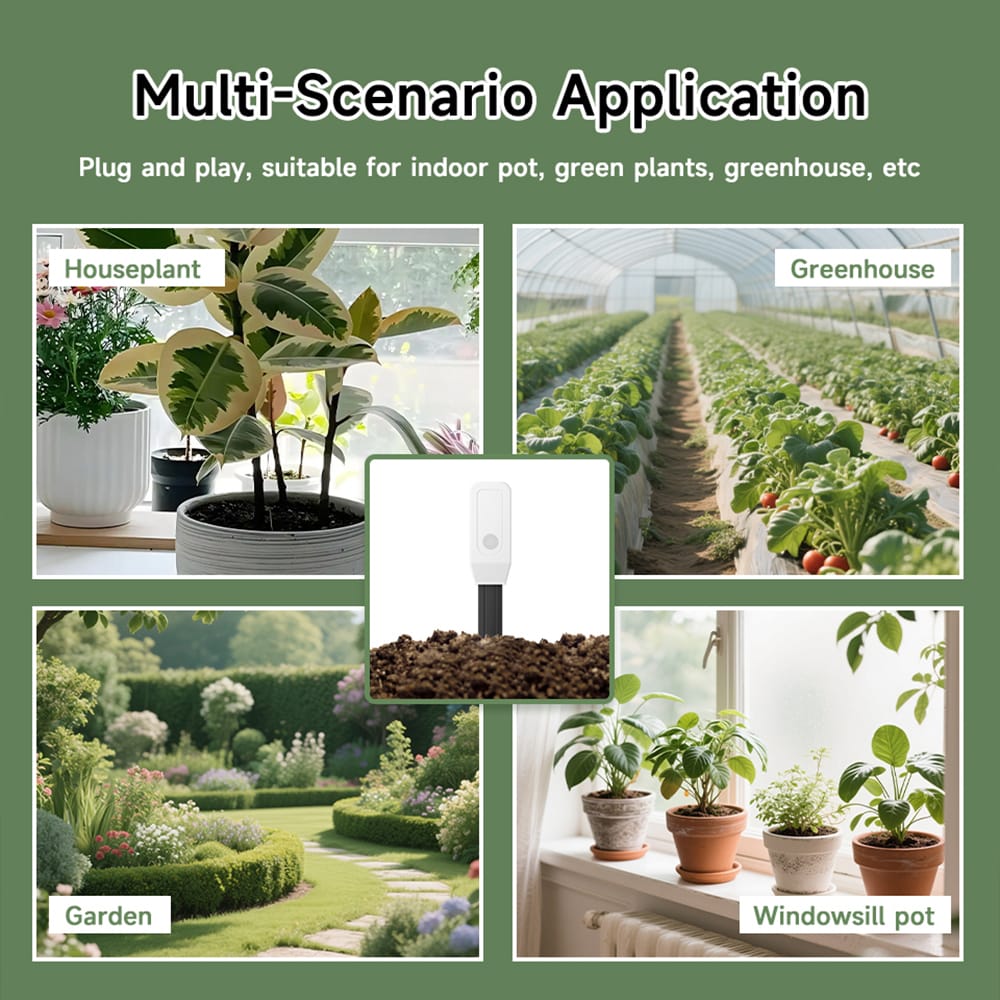 Multi-Scenario Application
Plug and play, suitable for indoor pot, green plants, greenhouse, etc
Houseplant
Greenhouse
Garden
Windowsill pot